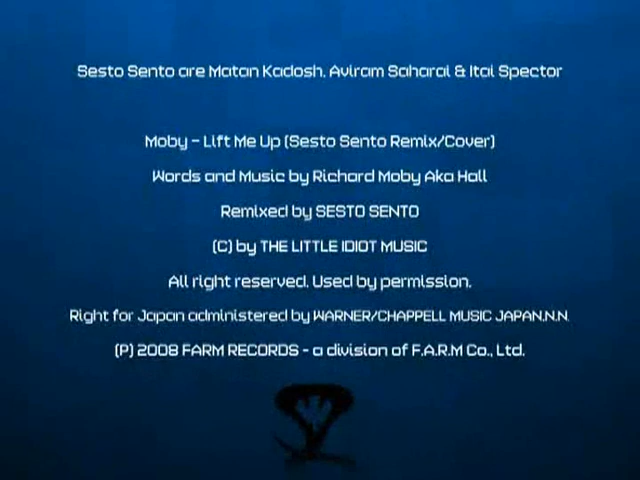 Sesto Sento are Matan Kadosh, Aviram Saharai & Itai Spector
Moby - Lift Me Up (Sesto Sento Remix/Cover)
Words and Music by Richard Moby Aka Hall
Remixed by SESTO SENTO
(C) by THE LITTLE IDIOT MUSIC
All right reserved. Used by permission.
Right for Japan administered by WARNER/CHAPPELL MUSIC JAPAN,N.N.
(P) 2008 FARM RECORDS - a division of F.A.R.M Co., Ltd.